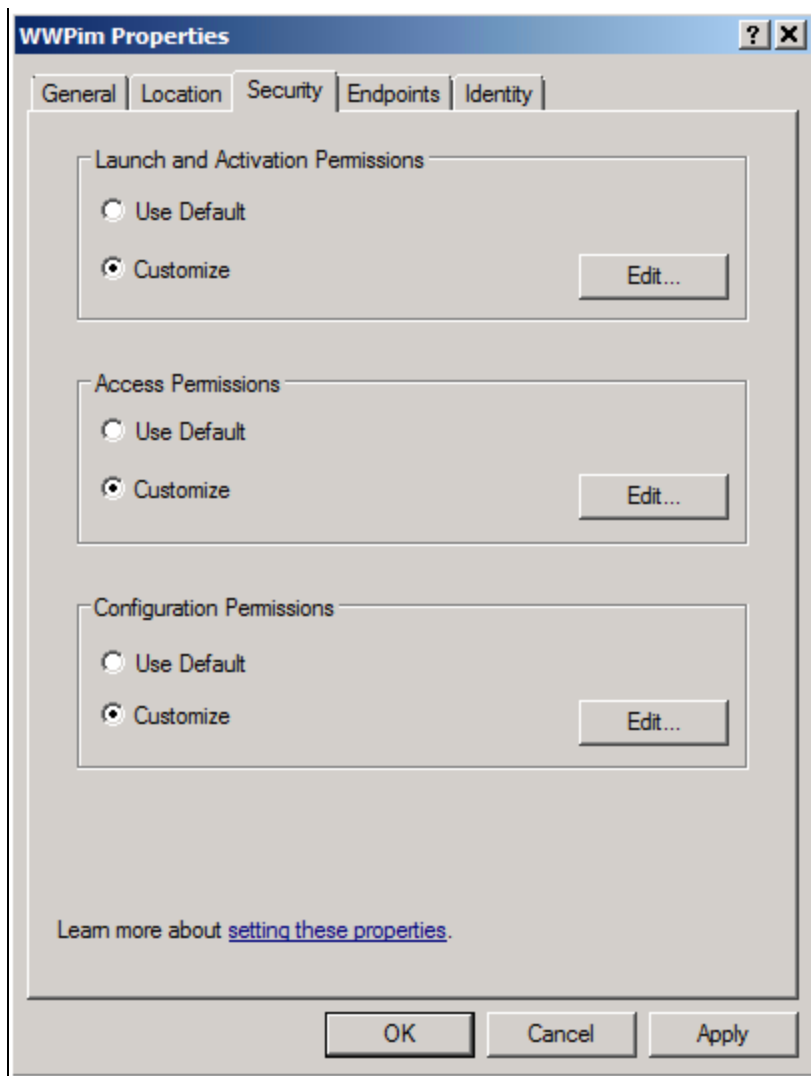 WWPim Properties
General Location Security Endpoints Identity
Launch and Activation Permissions
Use Default
Customize
Edit...
Access Permissions
Use Default
Customize
Edit...
Configuration Permissions
Use Default
Customize
Edit...
Learn more about setting these properties.
OK Cancel Apply